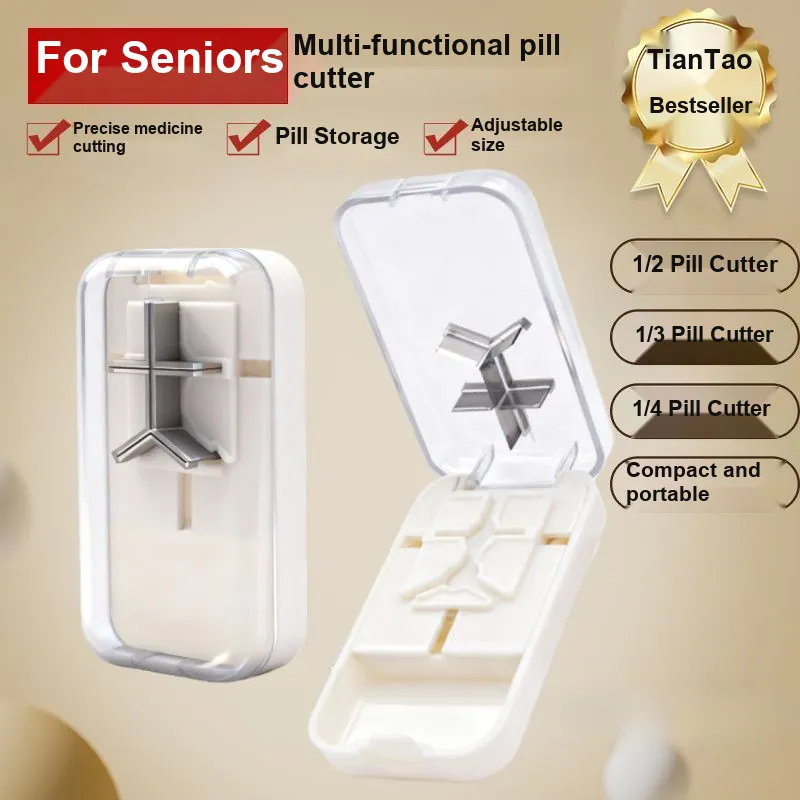 For Seniors
Multi-functional pill
cutter
Precise medicine
cutting
Pill Storage
Adjustable
size
TianTao
Bestseller
1/2 Pill Cutter
1/3 Pill Cutter
1/4 Pill Cutter
Compact and
portable